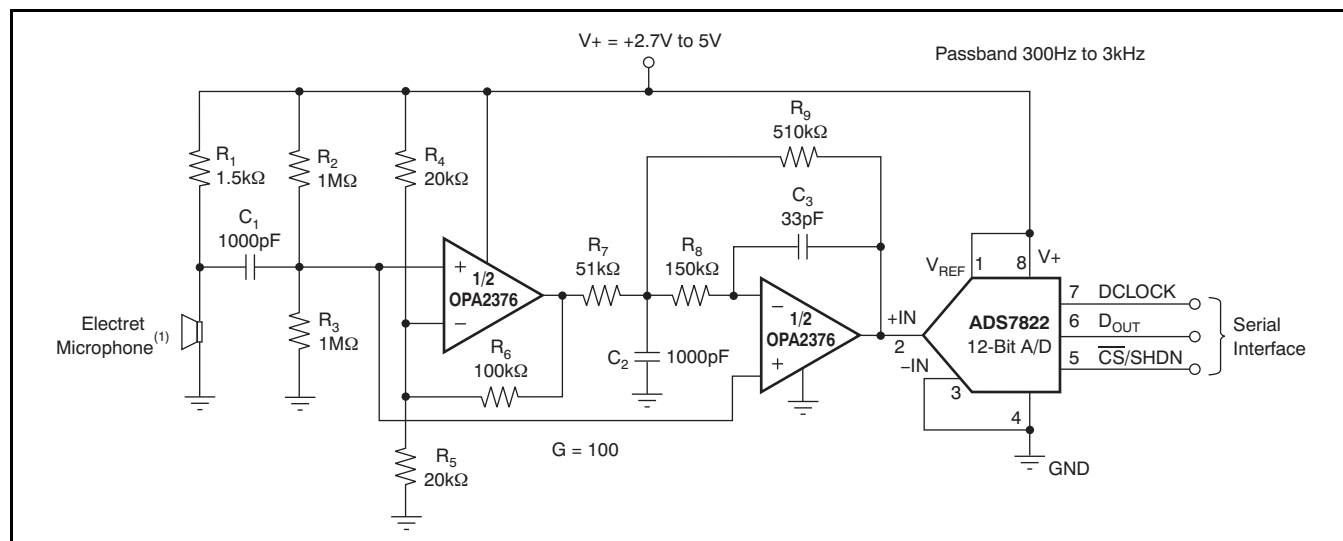 V+ = +2.7V to 5V
Passband 300Hz to 3kHz
R1
1.5kΩ
R2
1MΩ
R4
20kΩ
R9
510kΩ
C3
33pF
C1
1000pF
R7
51kΩ
R8
150kΩ
+
1/2
OPA2376
−
−
1/2
OPA2376
+
VREF
1
8
V+
+IN
2
−IN
3
ADS7822
12-Bit A/D
4
7
DCLOCK
6
DOUT
5
CS/SHDN
Serial
Interface
Electret
Microphone(1)
R3
1MΩ
R6
100kΩ
C2
1000pF
G = 100
R5
20kΩ
GND